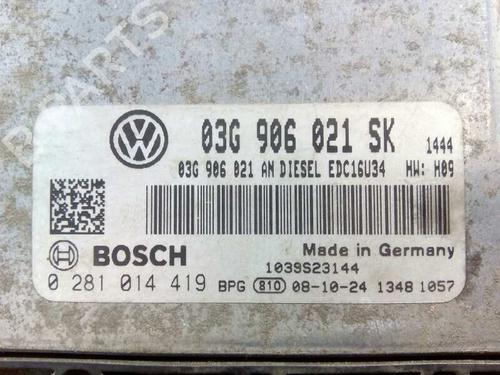 03G 906 021 SK 1444
03G 906 021 AN DIESEL EDC16U34 HW: H09
BOSCH
Made in Germany
1039S23144
0 281 014 419 BPG 810 08-10-24 1348 1057